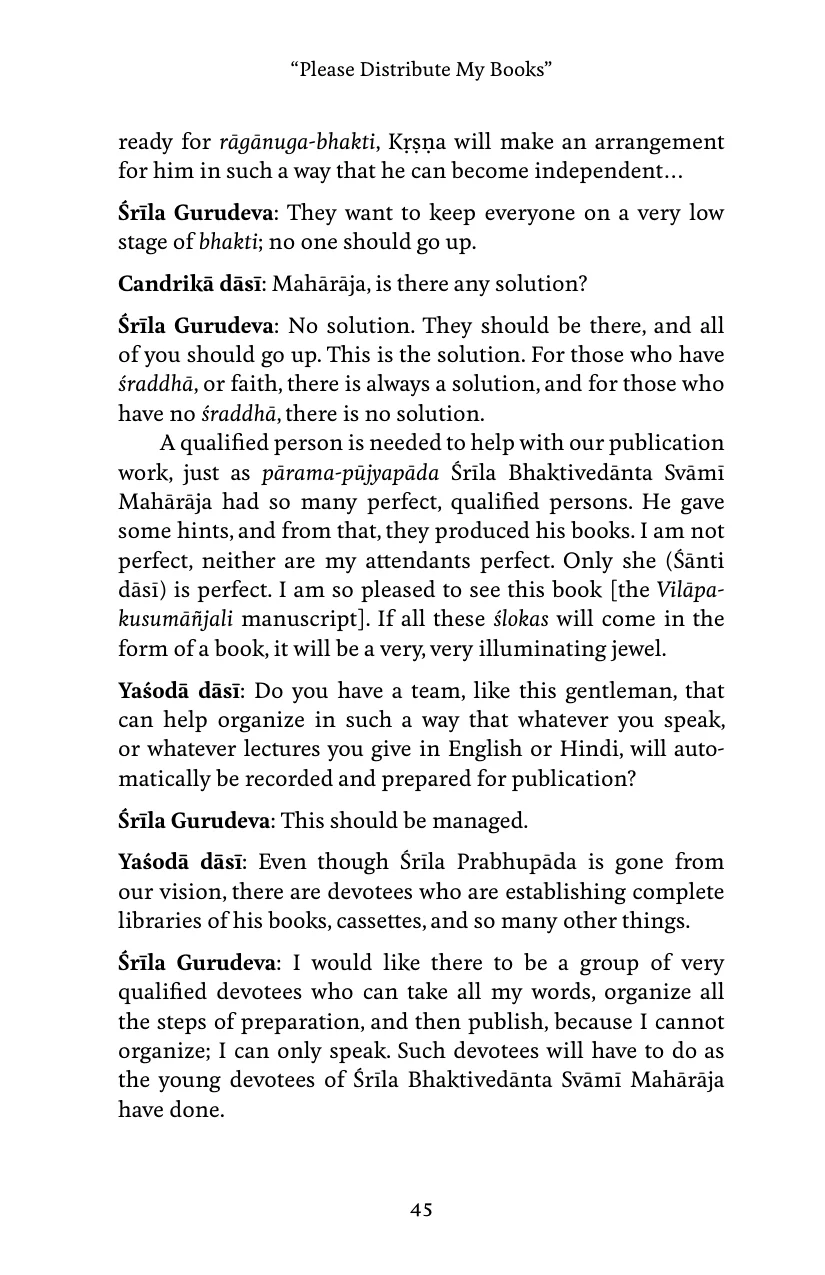 “Please Distribute My Books”
ready for rāgānuga-bhakti, Kṛṣṇa will make an arrangement
for him in such a way that he can become independent…
Śrīla Gurudeva: They want to keep everyone on a very low
stage of bhakti; no one should go up.
Candrikā dāsī: Mahārāja, is there any solution?
Śrīla Gurudeva: No solution. They should be there, and all
of you should go up. This is the solution. For those who have
śraddhā, or faith, there is always a solution, and for those who
have no śraddhā, there is no solution.
A qualified person is needed to help with our publication
work, just as pārama-pūjyapāda Śrīla Bhaktivedānta Svāmī
Mahārāja had so many perfect, qualified persons. He gave
some hints, and from that, they produced his books. I am not
perfect, neither are my attendants perfect. Only she (Śānti
dāsī) is perfect. I am so pleased to see this book [the Vilāpa-
kusumāñjali manuscript]. If all these ślokas will come in the
form of a book, it will be a very, very illuminating jewel.
Yaśodā dāsī: Do you have a team, like this gentleman, that
can help organize in such a way that whatever you speak,
or whatever lectures you give in English or Hindi, will auto-
matically be recorded and prepared for publication?
Śrīla Gurudeva: This should be managed.
Yaśodā dāsī: Even though Śrīla Prabhupāda is gone from
our vision, there are devotees who are establishing complete
libraries of his books, cassettes, and so many other things.
Śrīla Gurudeva: I would like there to be a group of very
qualified devotees who can take all my words, organize all
the steps of preparation, and then publish, because I cannot
organize; I can only speak. Such devotees will have to do as
the young devotees of Śrīla Bhaktivedānta Svāmī Mahārāja
have done.
45